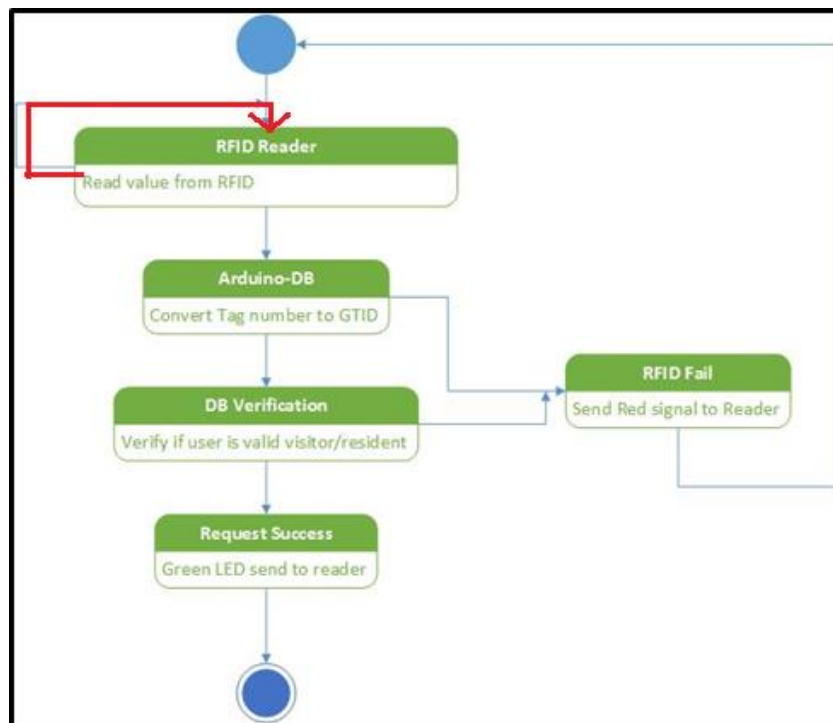 RFID Reader
Read value from RFID
Arduino-DB
Convert Tag number to GTID
RFID Fail
Send Red signal to Reader
DB Verification
Verify if user is valid visitor/resident
Request Success
Green LED send to reader